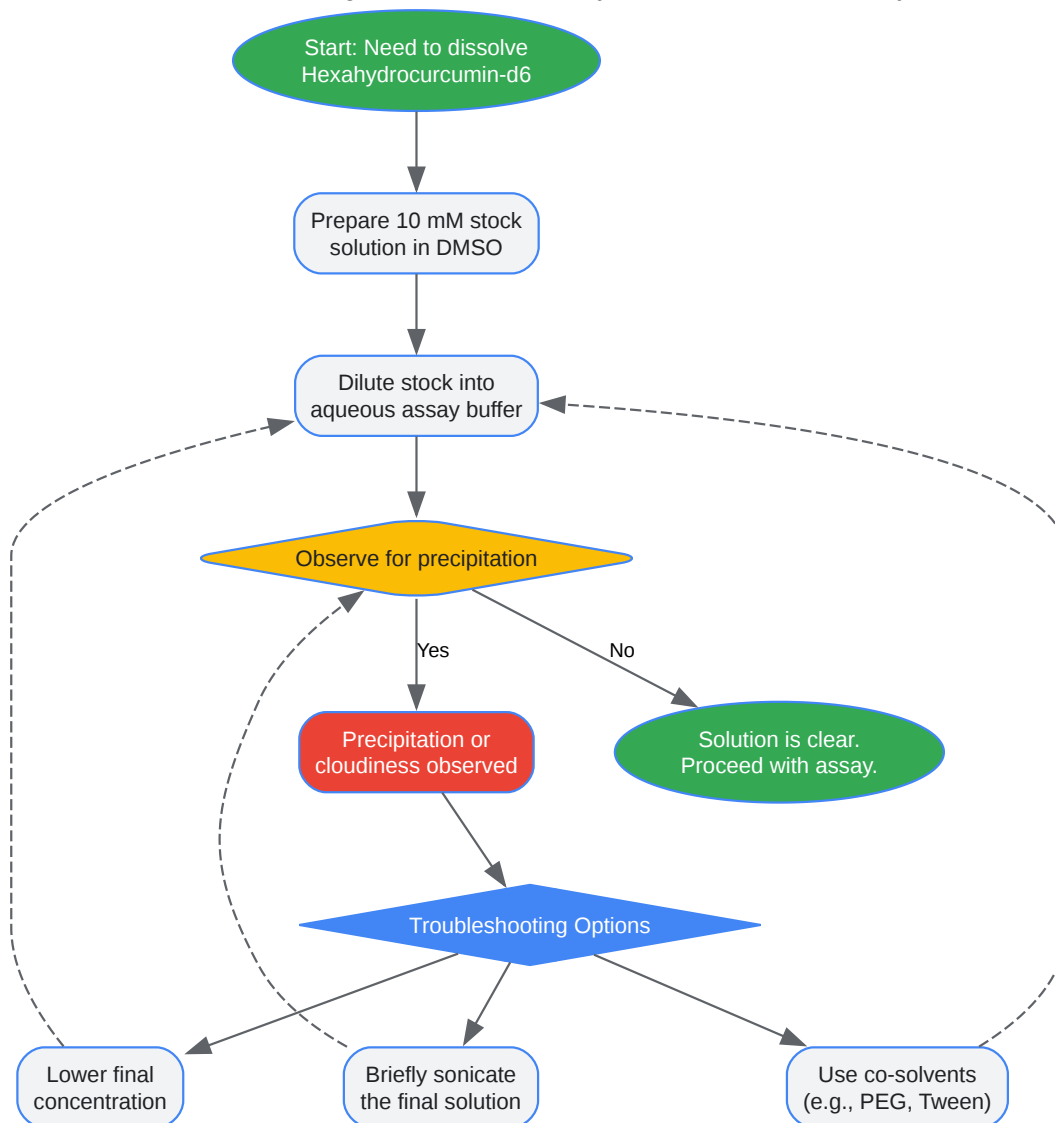 Start: Need to dissolve
Hexahydrocurcumin-d6
Prepare 10 mM stock
solution in DMSO
Dilute stock into
aqueous assay buffer
Observe for precipitation
Yes
No
Precipitation or
cloudiness observed
Solution is clear.
Proceed with assay.
Troubleshooting Options
Lower final
concentration
Briefly sonicate
the final solution
Use co-solvents
(e.g., PEG, Tween)